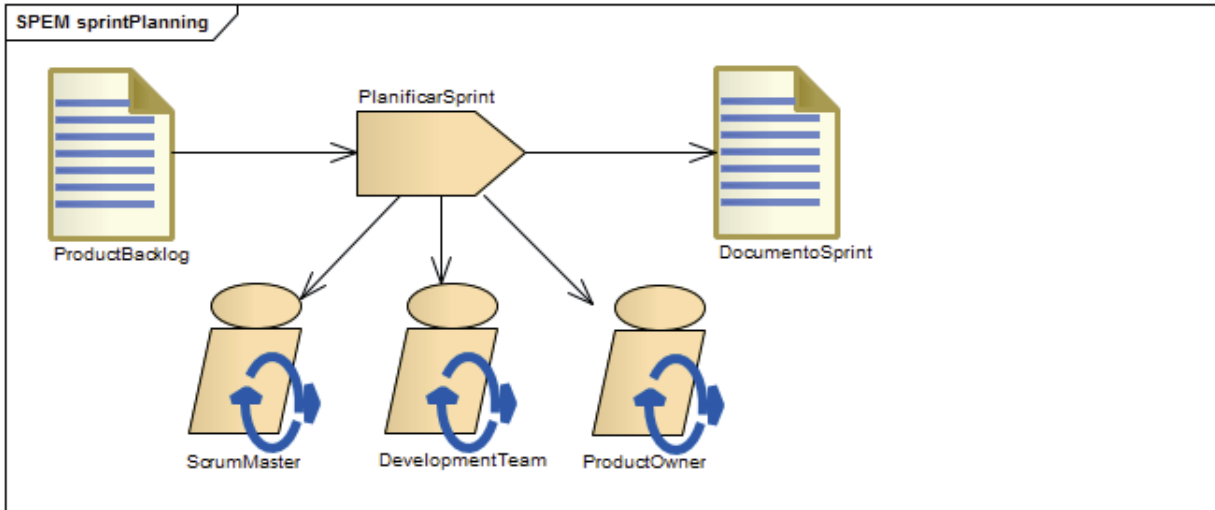 SPEM sprintPlanning
PlanificarSprint
ProductBacklog
DocumentoSprint
ScrumMaster
DevelopmentTeam
ProductOwner